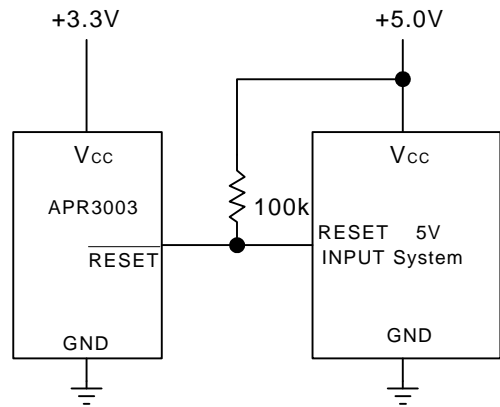 +3.3V
+5.0V
VCC
APR3003
RESET
GND
100k
VCC
RESET 5V
INPUT System
GND